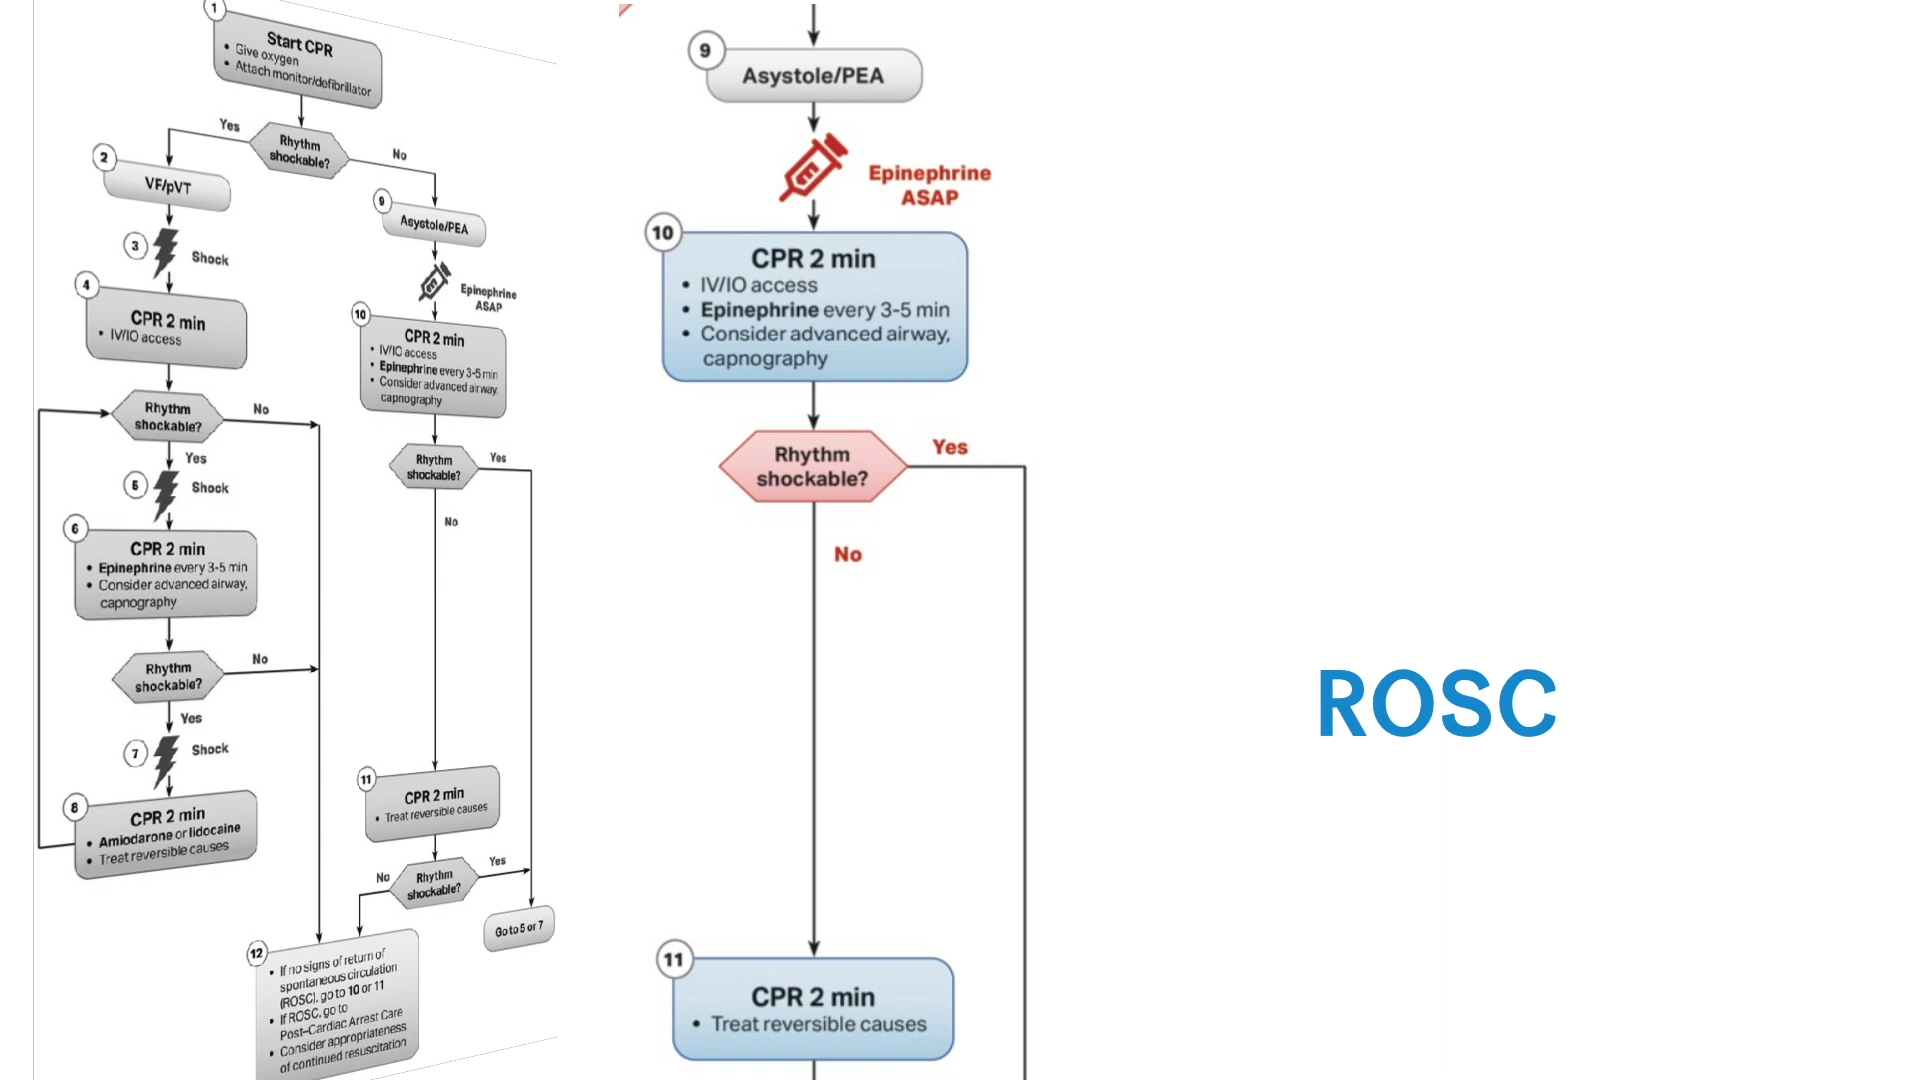 1
Start CPR
• Give oxygen
• Attach monitor/defibrillator
Rhythm
shockable?
Yes
No
2
VF/pVT
3
Shock
4
CPR 2 min
• IV/IO access
Rhythm
shockable?
No
Yes
5
Shock
6
CPR 2 min
• Epinephrine every 3-5 min
• Consider advanced airway,
capnography
Rhythm
shockable?
No
Yes
7
Shock
8
CPR 2 min
• Amiodarone or lidocaine
• Treat reversible causes
9
Asystole/PEA
Epinephrine
ASAP
10
CPR 2 min
• IV/IO access
• Epinephrine every 3-5 min
• Consider advanced airway,
capnography
Rhythm
shockable?
Yes
No
11
CPR 2 min
• Treat reversible causes
Rhythm
shockable?
No
Yes
Go to 5 or 7
12
• If no signs of return of
spontaneous circulation
(ROSC), go to 10 or 11
• If ROSC, go to
Post–Cardiac Arrest Care
• Consider appropriateness
of continued resuscitation
9
Asystole/PEA
Epinephrine
ASAP
10
CPR 2 min
• IV/IO access
• Epinephrine every 3-5 min
• Consider advanced airway,
capnography
Rhythm
shockable?
Yes
No
11
CPR 2 min
• Treat reversible causes
ROSC